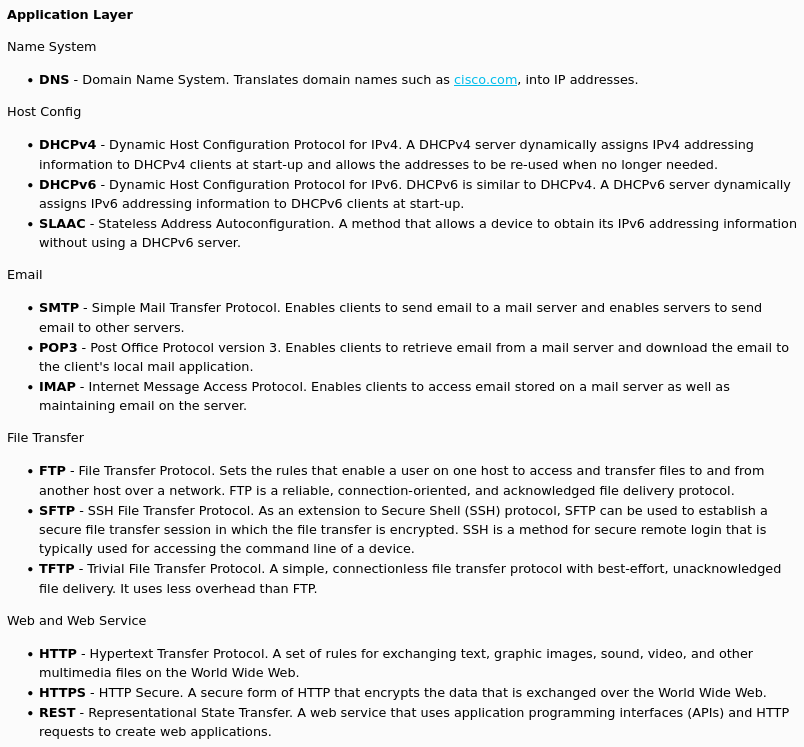 Application Layer
Name System
• DNS - Domain Name System. Translates domain names such as cisco.com, into IP addresses.
Host Config
• DHCPv4 - Dynamic Host Configuration Protocol for IPv4. A DHCPv4 server dynamically assigns IPv4 addressing
information to DHCPv4 clients at start-up and allows the addresses to be re-used when no longer needed.
• DHCPv6 - Dynamic Host Configuration Protocol for IPv6. DHCPv6 is similar to DHCPv4. A DHCPv6 server dynamically
assigns IPv6 addressing information to DHCPv6 clients at start-up.
• SLAAC - Stateless Address Autoconfiguration. A method that allows a device to obtain its IPv6 addressing information
without using a DHCPv6 server.
Email
• SMTP - Simple Mail Transfer Protocol. Enables clients to send email to a mail server and enables servers to send
email to other servers.
• POP3 - Post Office Protocol version 3. Enables clients to retrieve email from a mail server and download the email to
the client's local mail application.
• IMAP - Internet Message Access Protocol. Enables clients to access email stored on a mail server as well as
maintaining email on the server.
File Transfer
• FTP - File Transfer Protocol. Sets the rules that enable a user on one host to access and transfer files to and from
another host over a network. FTP is a reliable, connection-oriented, and acknowledged file delivery protocol.
• SFTP - SSH File Transfer Protocol. As an extension to Secure Shell (SSH) protocol, SFTP can be used to establish a
secure file transfer session in which the file transfer is encrypted. SSH is a method for secure remote login that is
typically used for accessing the command line of a device.
• TFTP - Trivial File Transfer Protocol. A simple, connectionless file transfer protocol with best-effort, unacknowledged
file delivery. It uses less overhead than FTP.
Web and Web Service
• HTTP - Hypertext Transfer Protocol. A set of rules for exchanging text, graphic images, sound, video, and other
multimedia files on the World Wide Web.
• HTTPS - HTTP Secure. A secure form of HTTP that encrypts the data that is exchanged over the World Wide Web.
• REST - Representational State Transfer. A web service that uses application programming interfaces (APIs) and HTTP
requests to create web applications.